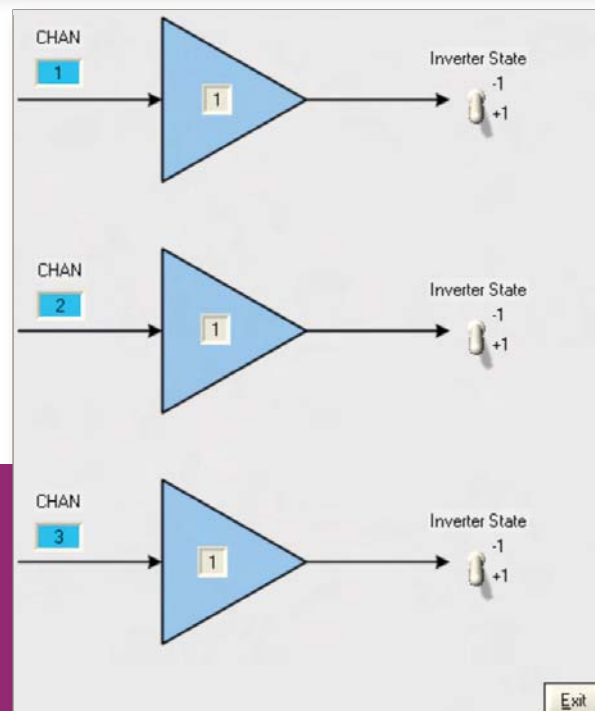 CHAN
1
1
Inverter State
-1
+1
CHAN
2
1
Inverter State
-1
+1
CHAN
3
1
Inverter State
-1
+1
Exit